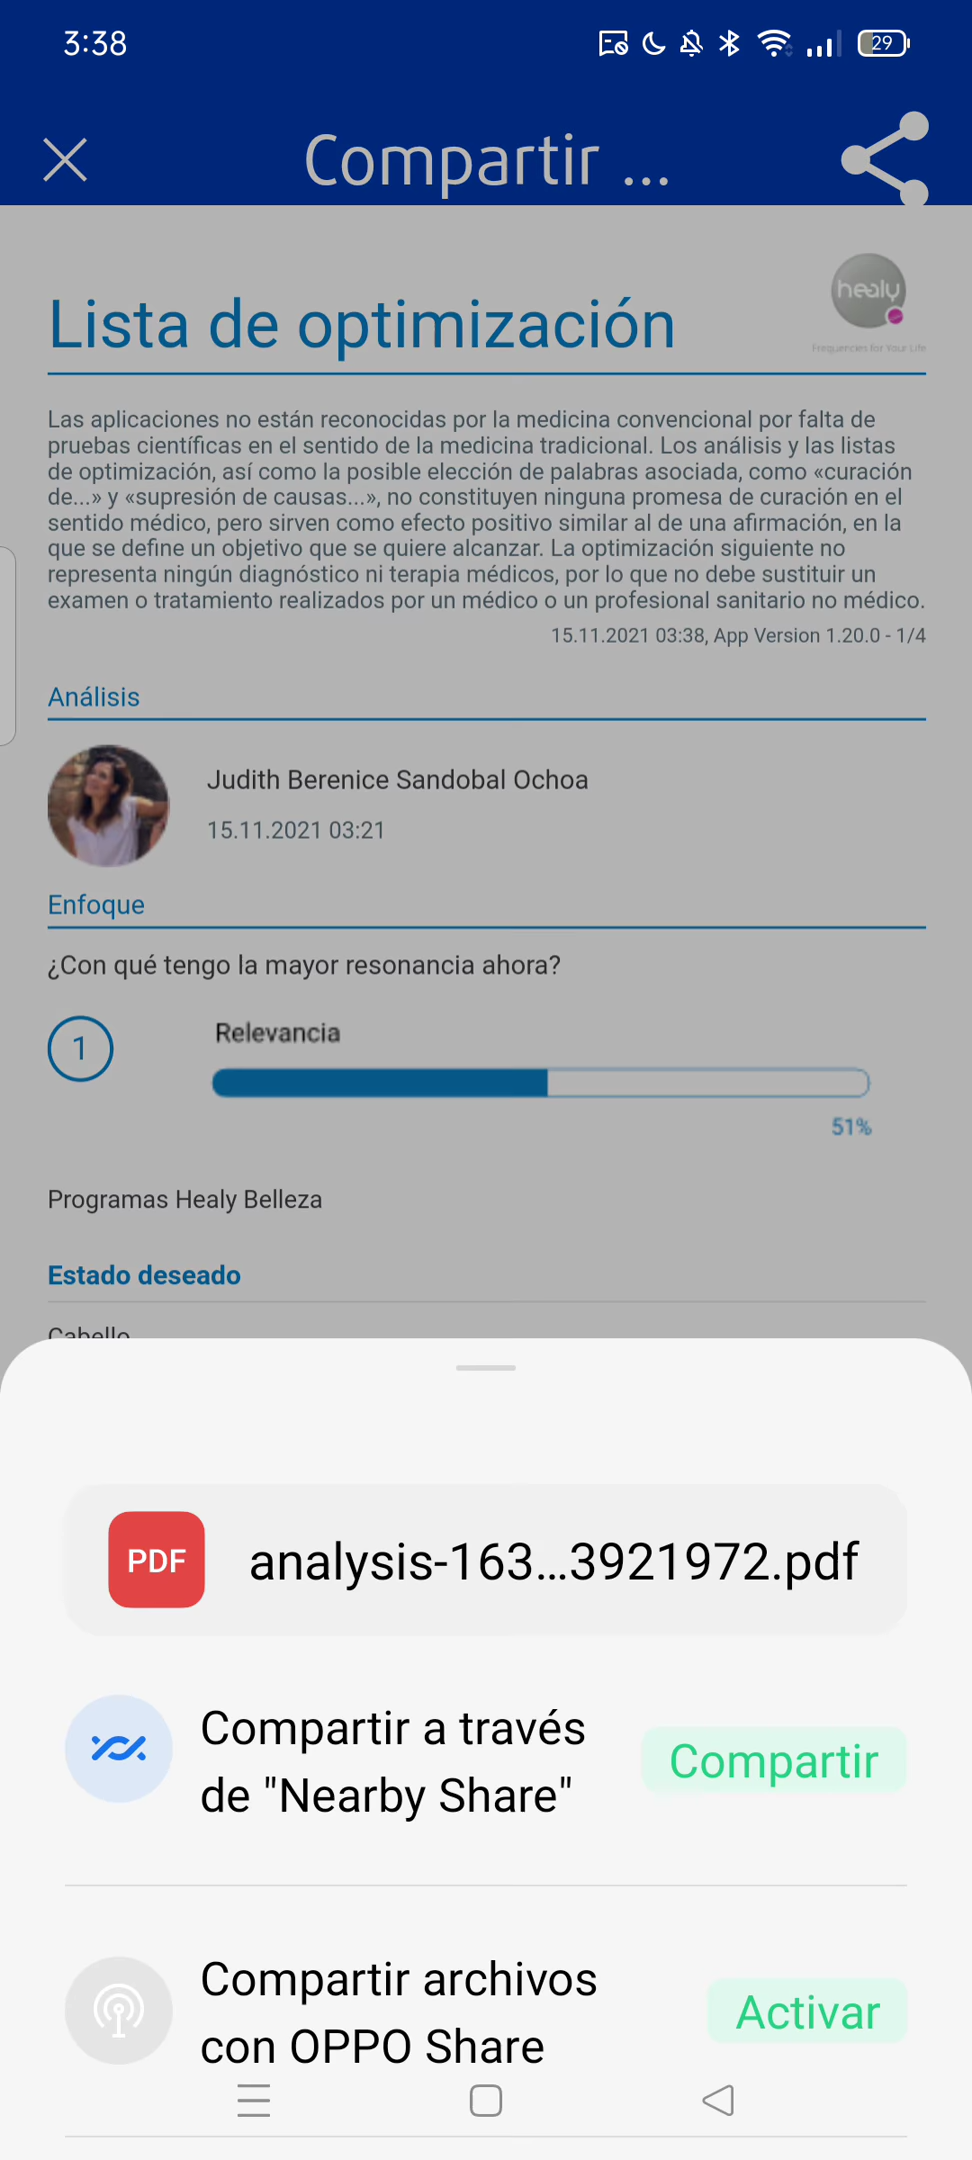 3:38
29
Compartir ...
Lista de optimización
healy
Frequencies for Your Life
Las aplicaciones no están reconocidas por la medicina convencional por falta de
pruebas científicas en el sentido de la medicina tradicional. Los análisis y las listas
de optimización, así como la posible elección de palabras asociada, como «curación
de...» y «supresión de causas...», no constituyen ninguna promesa de curación en el
sentido médico, pero sirven como efecto positivo similar al de una afirmación, en la
que se define un objetivo que se quiere alcanzar. La optimización siguiente no
representa ningún diagnóstico ni terapia médicos, por lo que no debe sustituir un
examen o tratamiento realizados por un médico o un profesional sanitario no médico.
15.11.2021 03:38, App Version 1.20.0 - 1/4
Análisis
Judith Berenice Sandobal Ochoa
15.11.2021 03:21
Enfoque
¿Con qué tengo la mayor resonancia ahora?
1
Relevancia
51%
Programas Healy Belleza
Estado deseado
Cabello
PDF
analysis-163...3921972.pdf
Compartir a través
de "Nearby Share"
Compartir
Compartir archivos
con OPPO Share
Activar